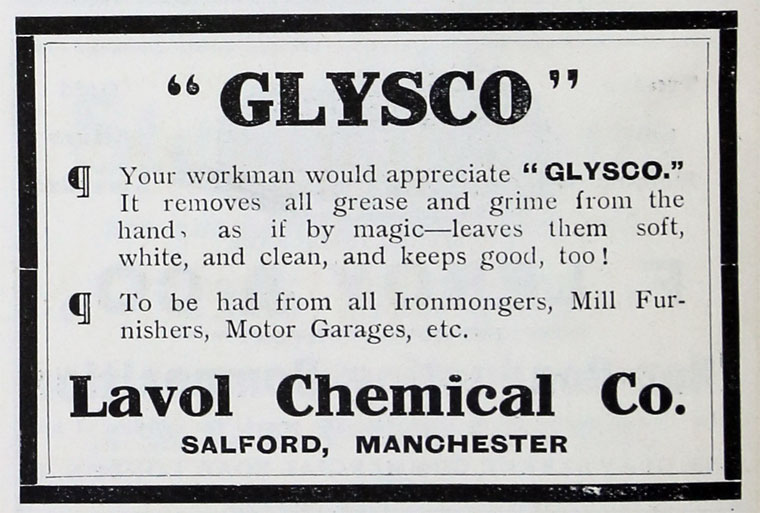 “ GLYSCO ”
¶ Your workman would appreciate “ GLYSCO.”
It removes all grease and grime from the
hand, as if by magic—leaves them soft,
white, and clean, and keeps good, too !
¶ To be had from all Ironmongers, Mill Fur-
nishers, Motor Garages, etc.
Lavol Chemical Co.
SALFORD, MANCHESTER